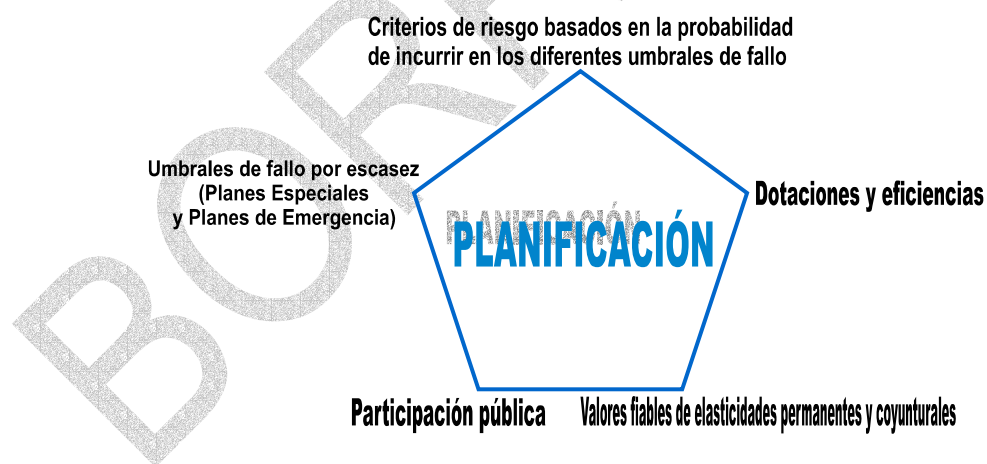 Criterios de riesgo basados en la probabilidad
de incurrir en los diferentes umbrales de fallo
Umbrales de fallo por escasez
(Planes Especiales
y Planes de Emergencia)
Dotaciones y eficiencias
PLANIFICACIÓN
PLANIFICACIÓN
Participación pública
Valores fiables de elasticidades permanentes y coyunturales